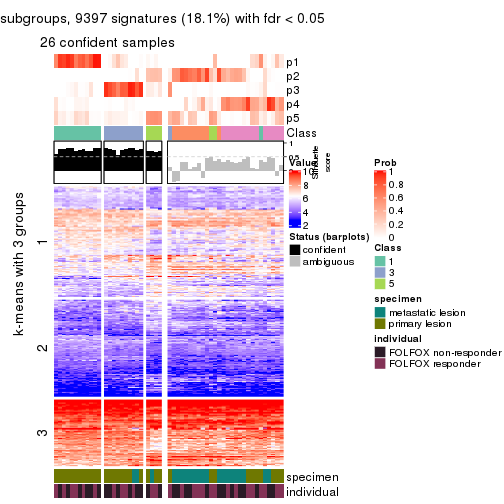 subgroups, 9397 signatures (18.1%) with fdr < 0.05
26 confident samples
p1
p2
p3
p4
p5
Class
1
0.5
0
Silhouette
score
k-means with 3 groups
1
2
3
Value
10
8
6
4
2
Status (barplots)
confident
ambiguous
Prob
1
0.8
0.6
0.4
0.2
0
Class
1
3
5
specimen
metastatic lesion
primary lesion
individual
FOLFOX non-responder
FOLFOX responder
specimen
individual